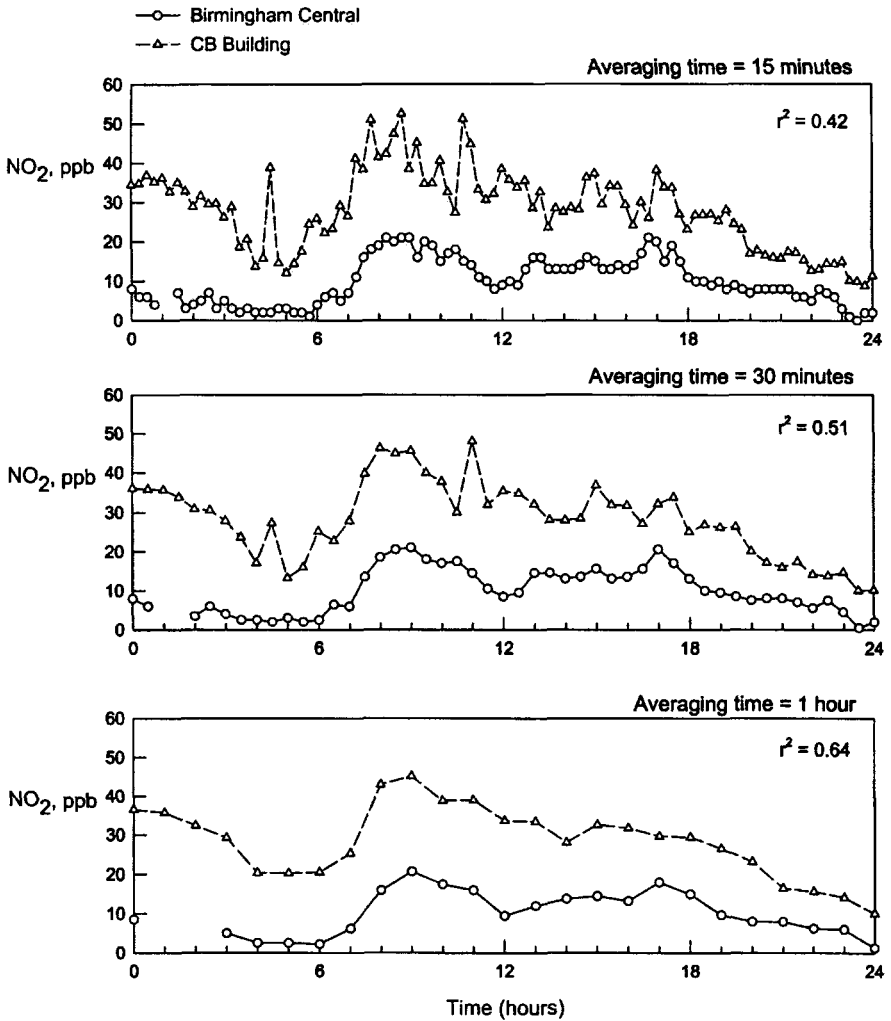 Birmingham Central
CB Building
Averaging time = 15 minutes
r² = 0.42
NO₂, ppb
60
50
40
30
20
10
0
0 6 12 18 24
Averaging time = 30 minutes
r² = 0.51
NO₂, ppb
60
50
40
30
20
10
0
0 6 12 18 24
Averaging time = 1 hour
r² = 0.64
NO₂, ppb
60
50
40
30
20
10
0
0 6 12 18 24
Time (hours)